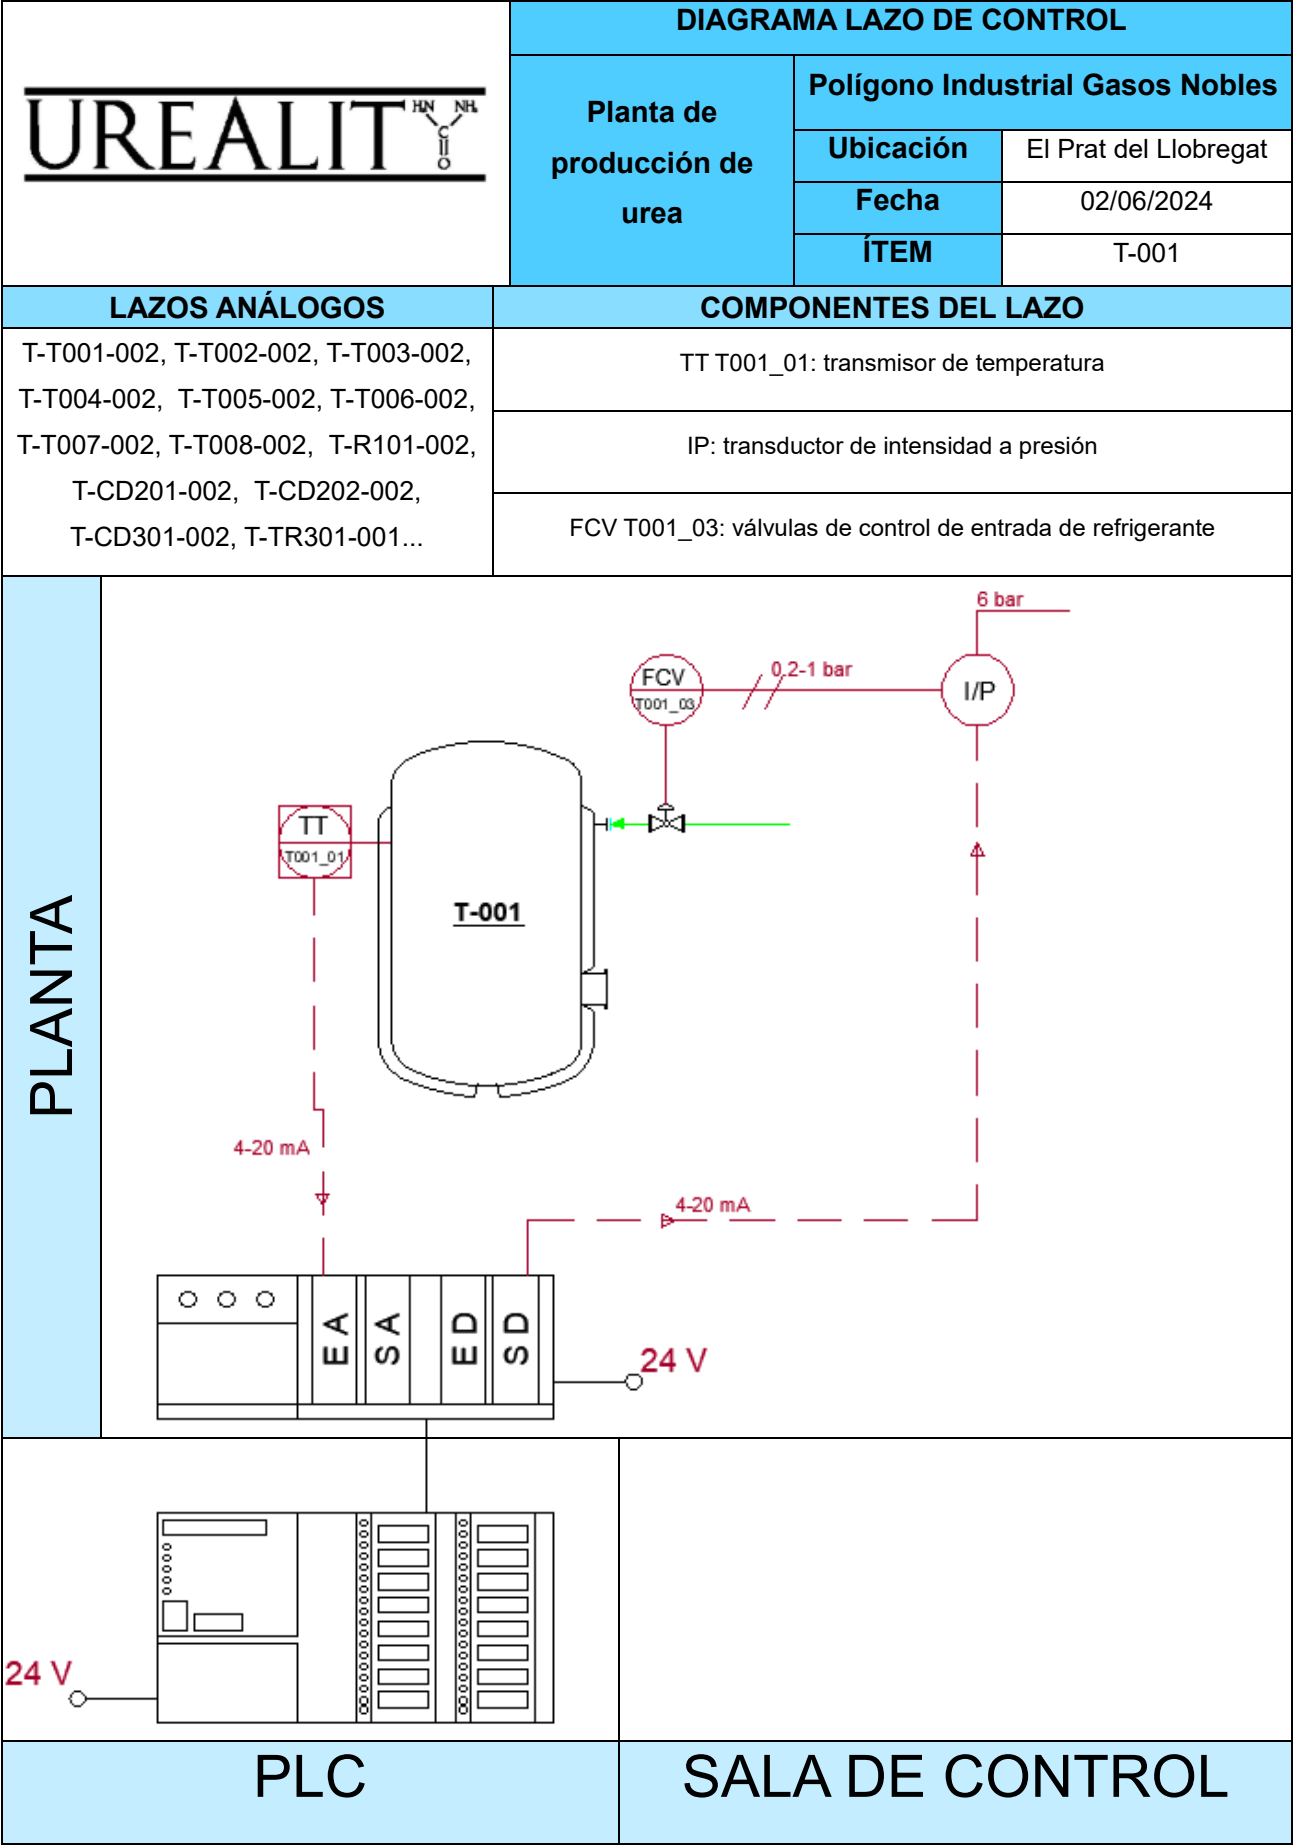 UREALIT
HN NH₂
C
O
DIAGRAMA LAZO DE CONTROL
Planta de
producción de
urea
Polígono Industrial Gasos Nobles
Ubicación El Prat del Llobregat
Fecha 02/06/2024
ÍTEM T-001
LAZOS ANÁLOGOS
T-T001-002, T-T002-002, T-T003-002,
T-T004-002, T-T005-002, T-T006-002,
T-T007-002, T-T008-002, T-R101-002,
T-CD201-002, T-CD202-002,
T-CD301-002, T-TR301-001...
COMPONENTES DEL LAZO
TT T001_01: transmisor de temperatura
IP: transductor de intensidad a presión
FCV T001_03: válvulas de control de entrada de refrigerante
PLANTA
6 bar
FCV
T001_03
0,2-1 bar
I/P
TT
T001_01
T-001
4-20 mA
4-20 mA
EA
SA
ED
SD
24 V
24 V
PLC
SALA DE CONTROL